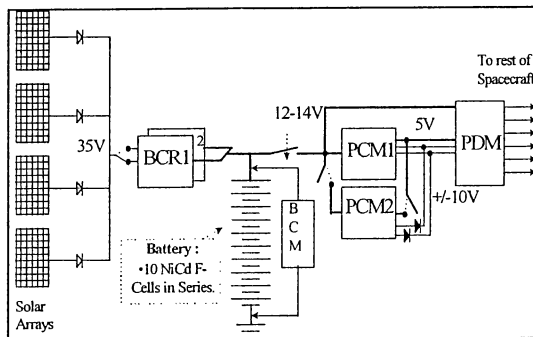 To rest of
Spacecraft
12-14V
35V
2
BCR1
5V
PCM1
PDM
PCM2
+/-10V
B
C
M
Battery :
•10 NiCd F-
Cells in Series.
Solar
Arrays